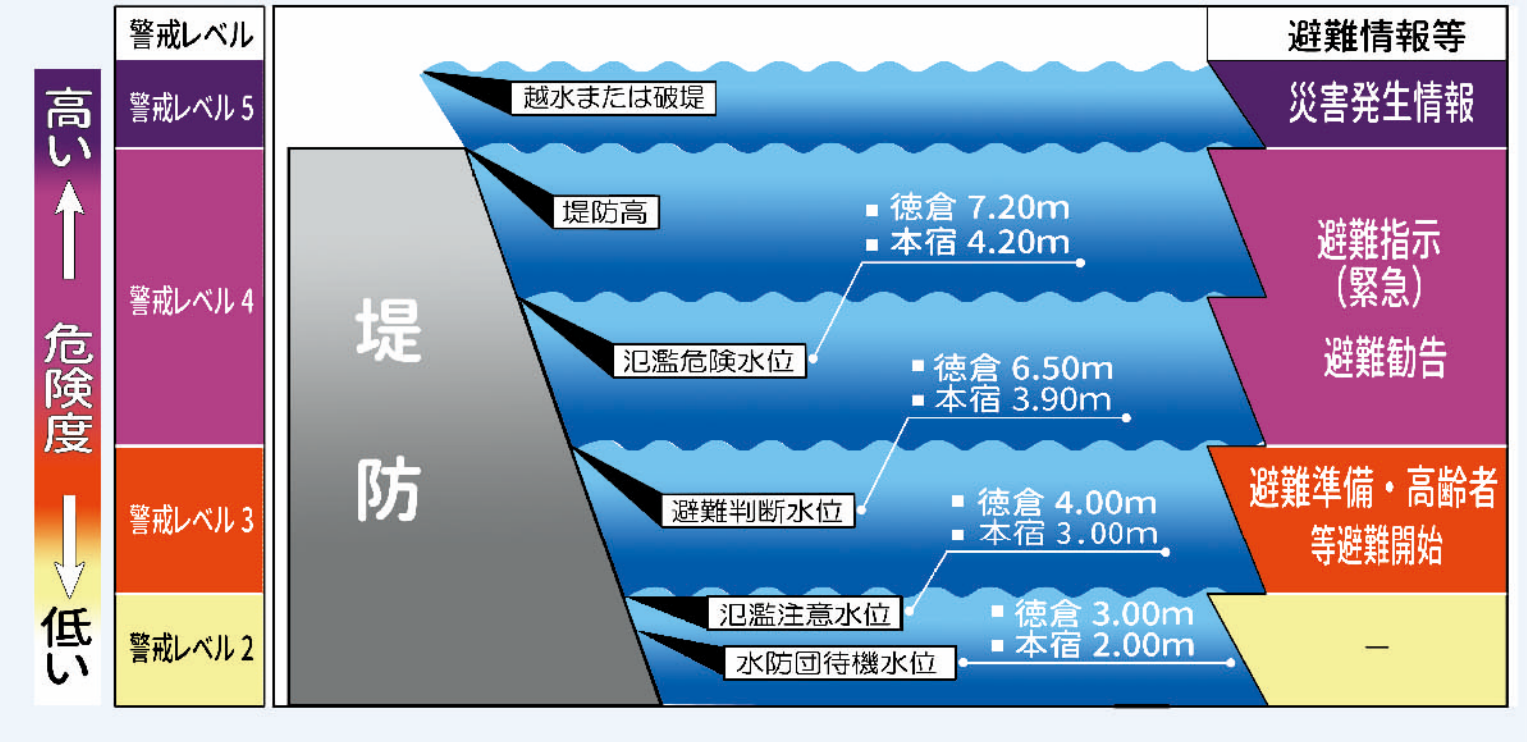 警戒レベル
避難情報等
高い
危険度
低い
警戒レベル 5
越水または破堤
災害発生情報
警戒レベル 4
堤防高
堤防
▪ 徳倉 7.20m
▪ 本宿 4.20m
氾濫危険水位
避難指示
(緊急)
避難勧告
▪ 徳倉 6.50m
▪ 本宿 3.90m
避難判断水位
警戒レベル 3
避難準備・高齢者
等避難開始
▪ 徳倉 4.00m
▪ 本宿 3.00m
氾濫注意水位
警戒レベル 2
▪ 徳倉 3.00m
▪ 本宿 2.00m
水防団待機水位
―